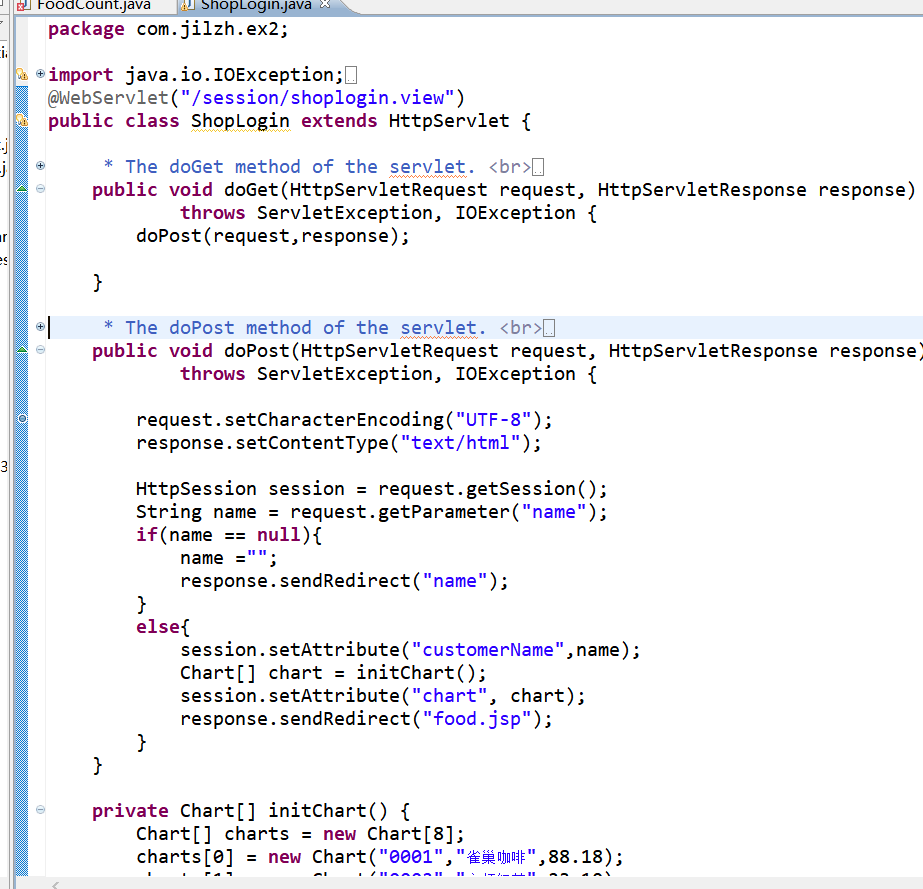 FoodCount.java ShopLogin.java
package com.jilzh.ex2;
import java.io.IOException;
@WebServlet("/session/shoplogin.view")
public class ShopLogin extends HttpServlet {
* The doGet method of the servlet. <br>
public void doGet(HttpServletRequest request, HttpServletResponse response)
throws ServletException, IOException {
doPost(request,response);
}
* The doPost method of the servlet. <br>
public void doPost(HttpServletRequest request, HttpServletResponse response)
throws ServletException, IOException {
request.setCharacterEncoding("UTF-8");
response.setContentType("text/html");
HttpSession session = request.getSession();
String name = request.getParameter("name");
if(name == null){
name ="";
response.sendRedirect("name");
}
else{
session.setAttribute("customerName",name);
Chart[] chart = initChart();
session.setAttribute("chart", chart);
response.sendRedirect("food.jsp");
}
}
private Chart[] initChart() {
Chart[] charts = new Chart[8];
charts[0] = new Chart("0001","雀巢咖啡",88.18);